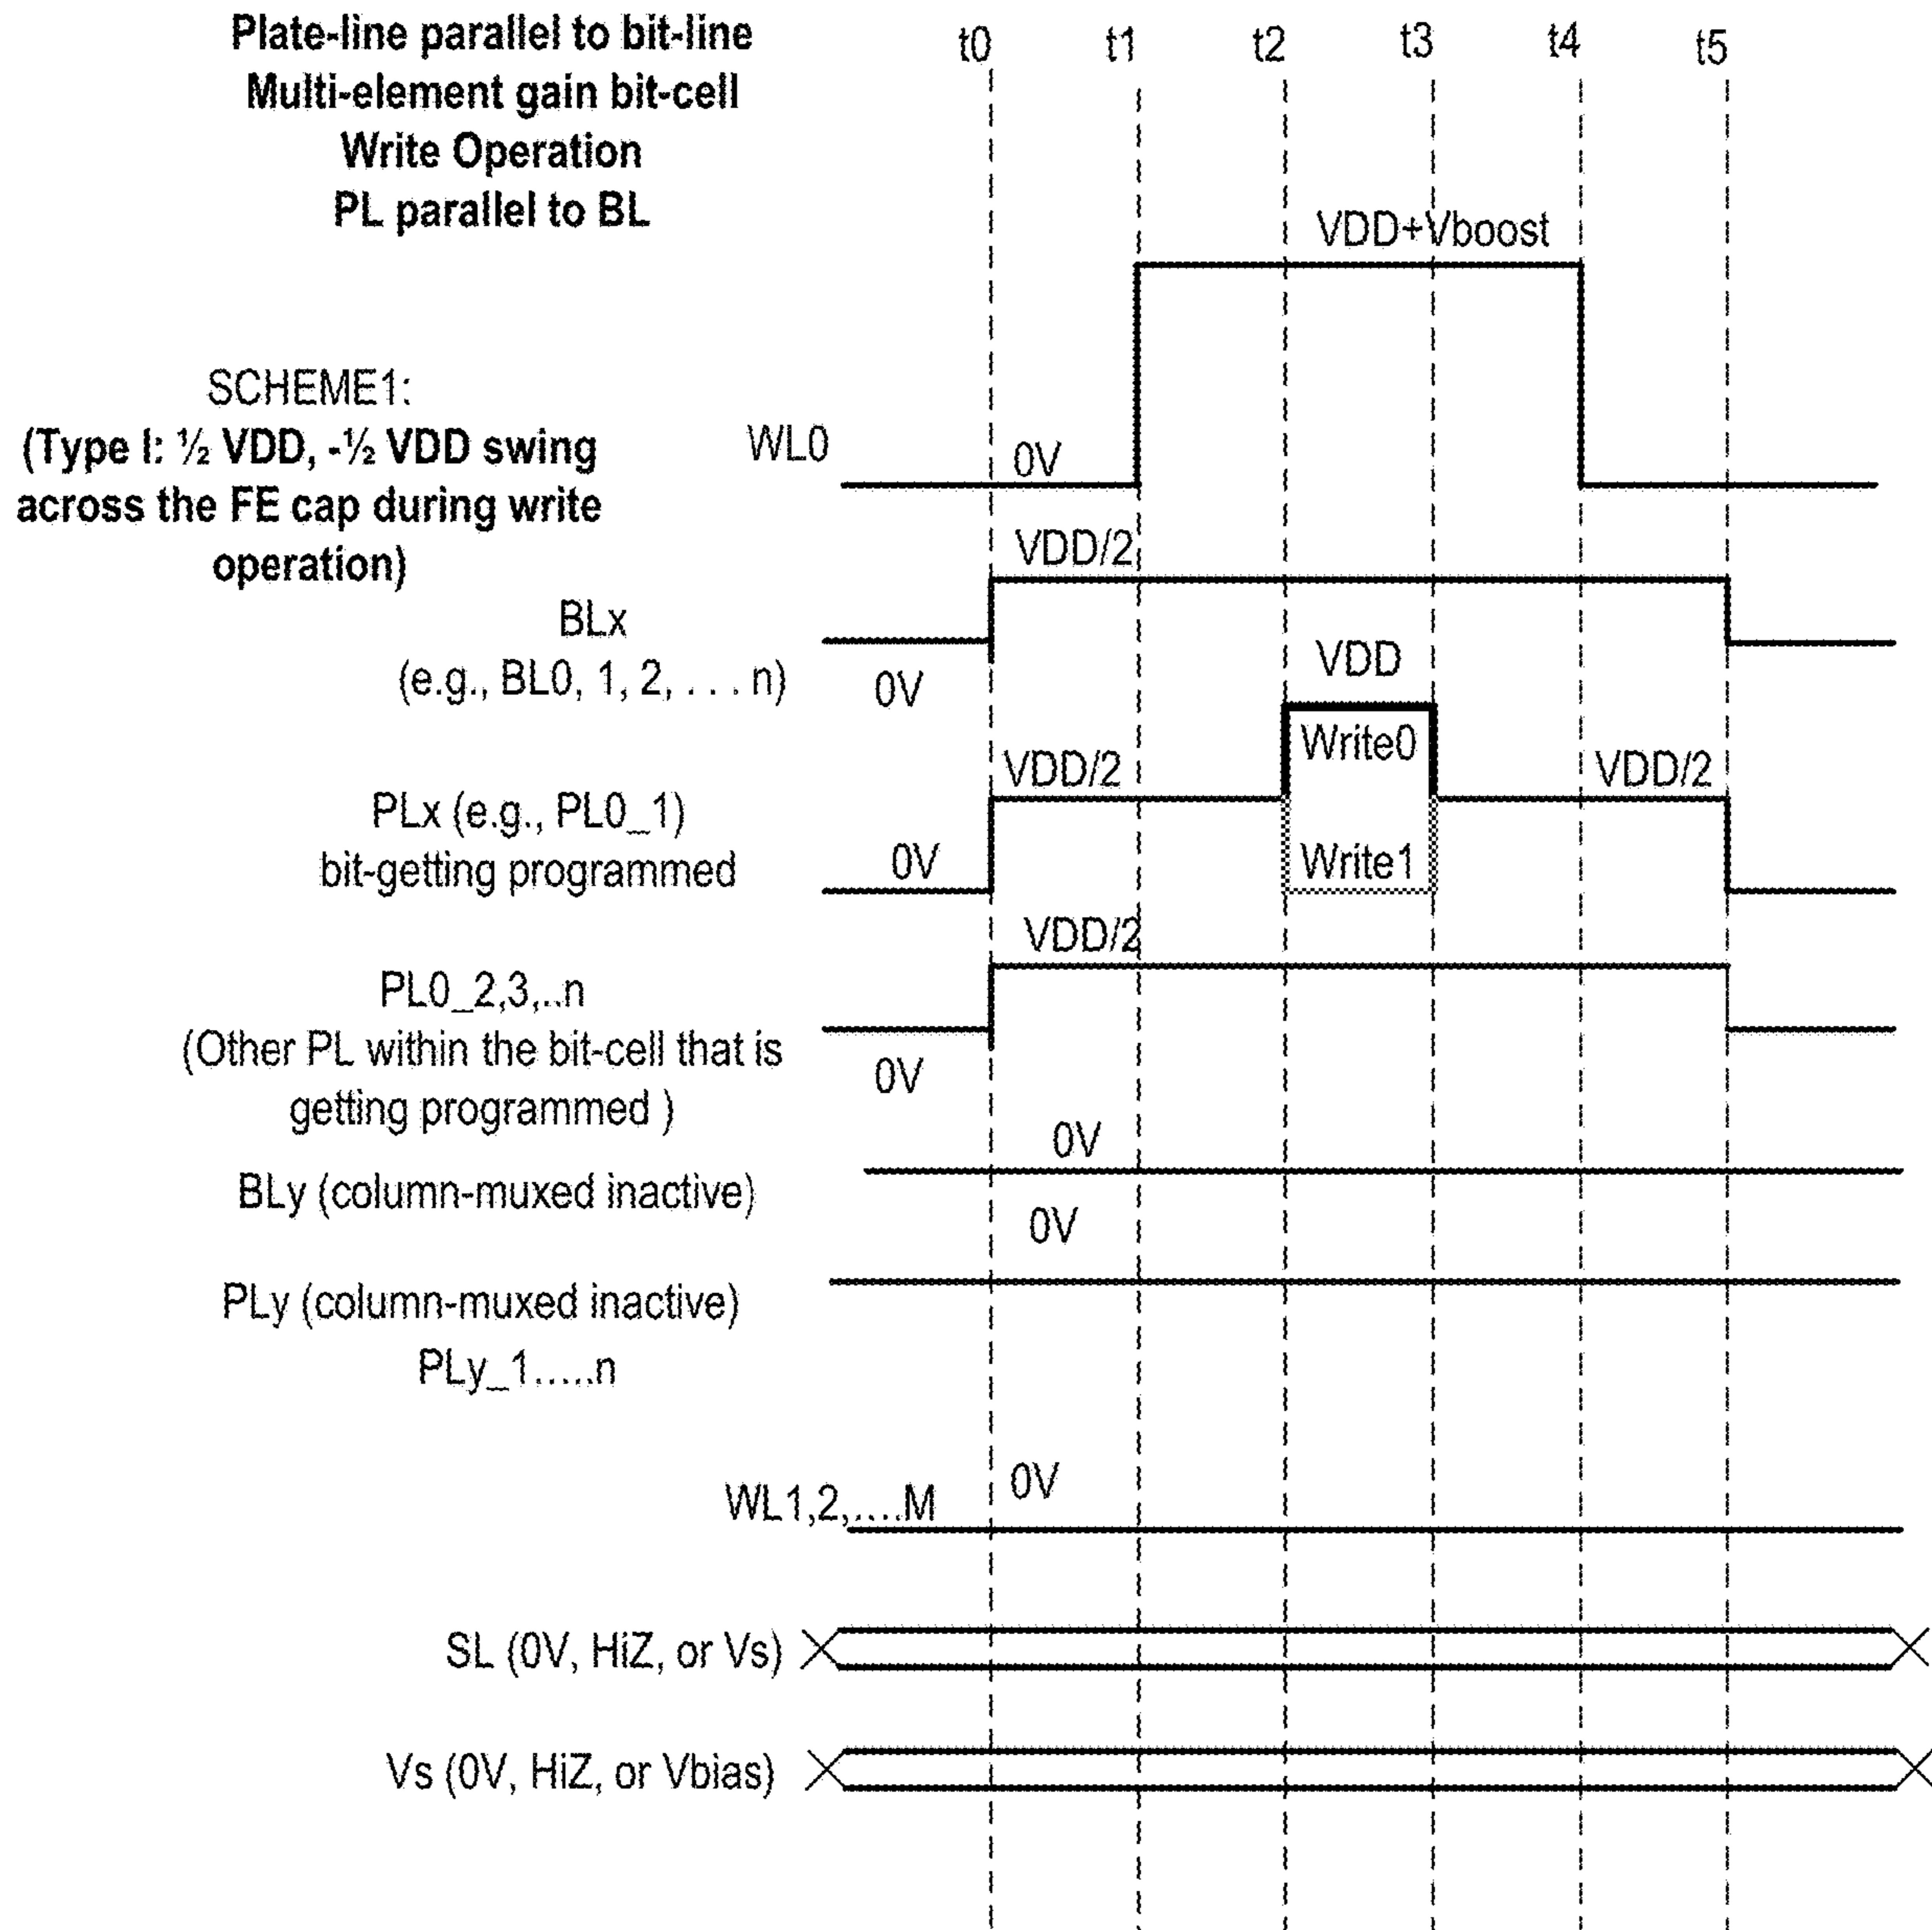 Plate-line parallel to bit-line
Multi-element gain bit-cell
Write Operation
PL parallel to BL
t0 t1 t2 t3 t4 t5
VDD+Vboost
SCHEME1:
(Type I: ½ VDD, -½ VDD swing
across the FE cap during write
operation)
WL0
0V
VDD/2
BLx
(e.g., BL0, 1, 2, . . . n)
0V
VDD
Write0
VDD/2
VDD/2
PLx (e.g., PL0_1)
bit-getting programmed
0V
Write1
VDD/2
PL0_2,3,..n
(Other PL within the bit-cell that is
getting programmed )
0V
0V
BLy (column-muxed inactive)
0V
PLy (column-muxed inactive)
PLy_1.....n
0V
WL1,2,....M
SL (0V, HiZ, or Vs)
Vs (0V, HiZ, or Vbias)